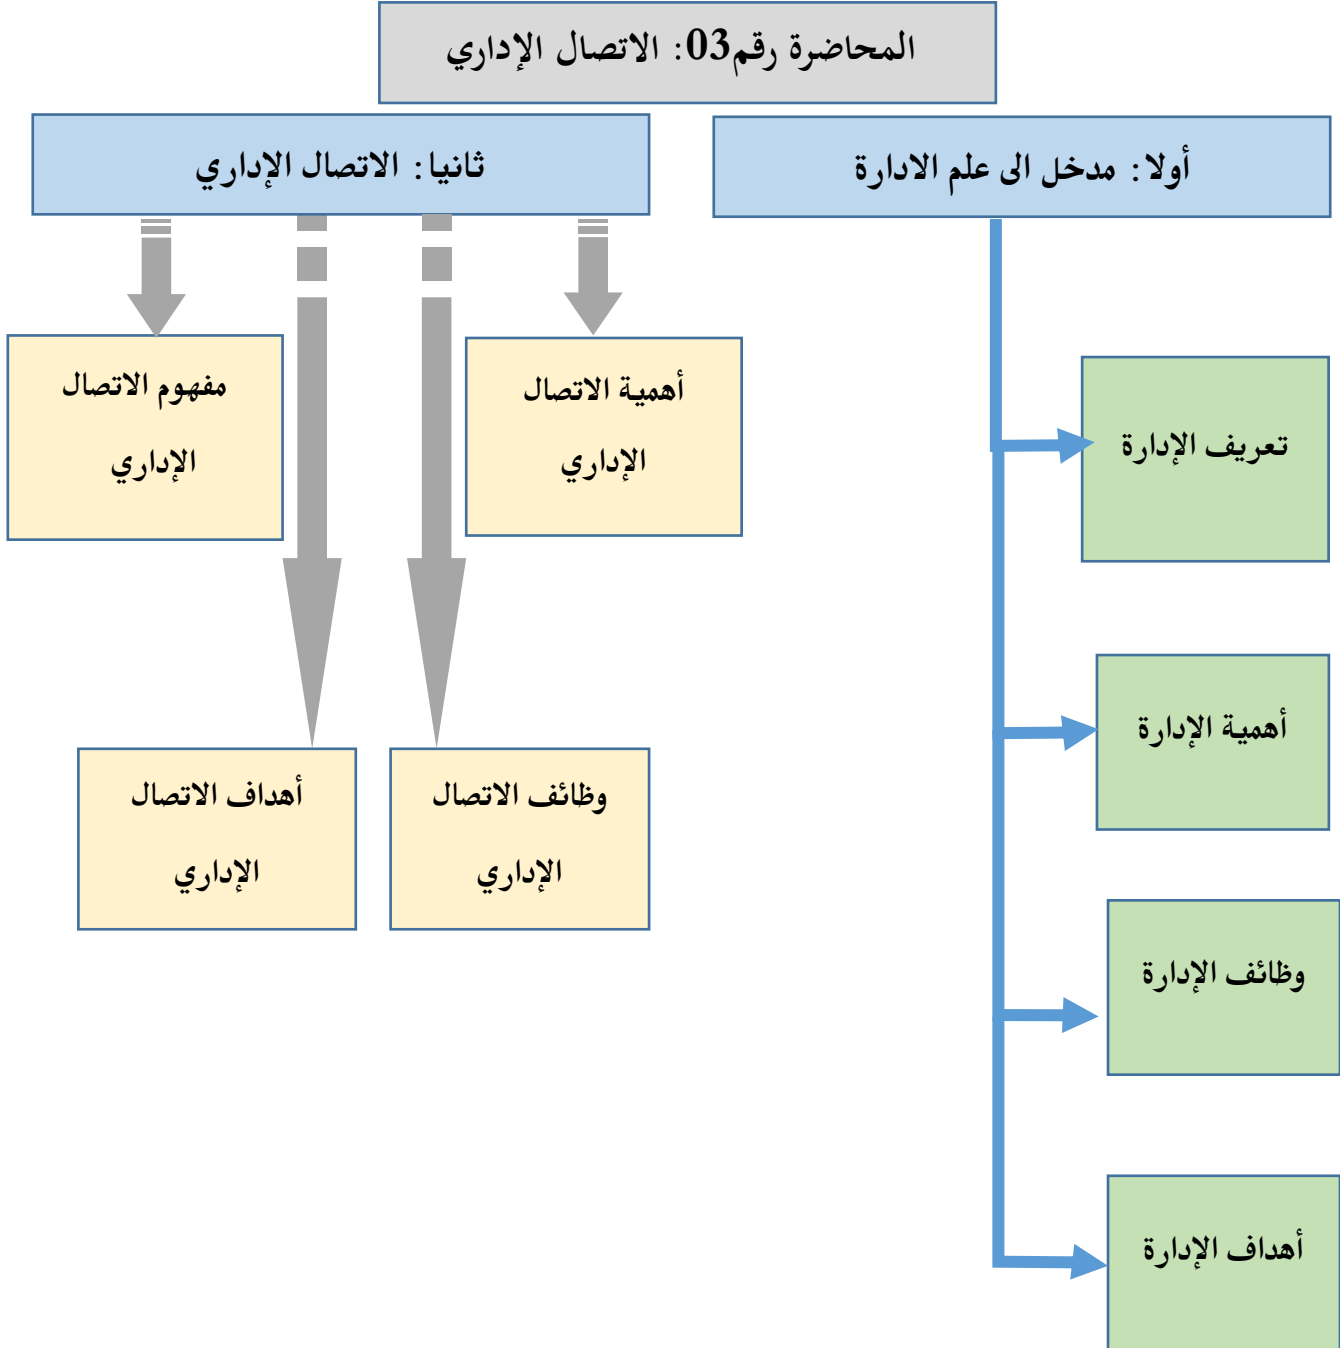 المحاضرة رقم03: الاتصال الإداري
أولا: مدخل الى علم الادارة
ثانيا: الاتصال الإداري
تعريف الإدارة
أهمية الإدارة
وظائف الإدارة
أهداف الإدارة
أهمية الاتصال
الإداري
مفهوم الاتصال
الإداري
وظائف الاتصال
الإداري
أهداف الاتصال
الإداري